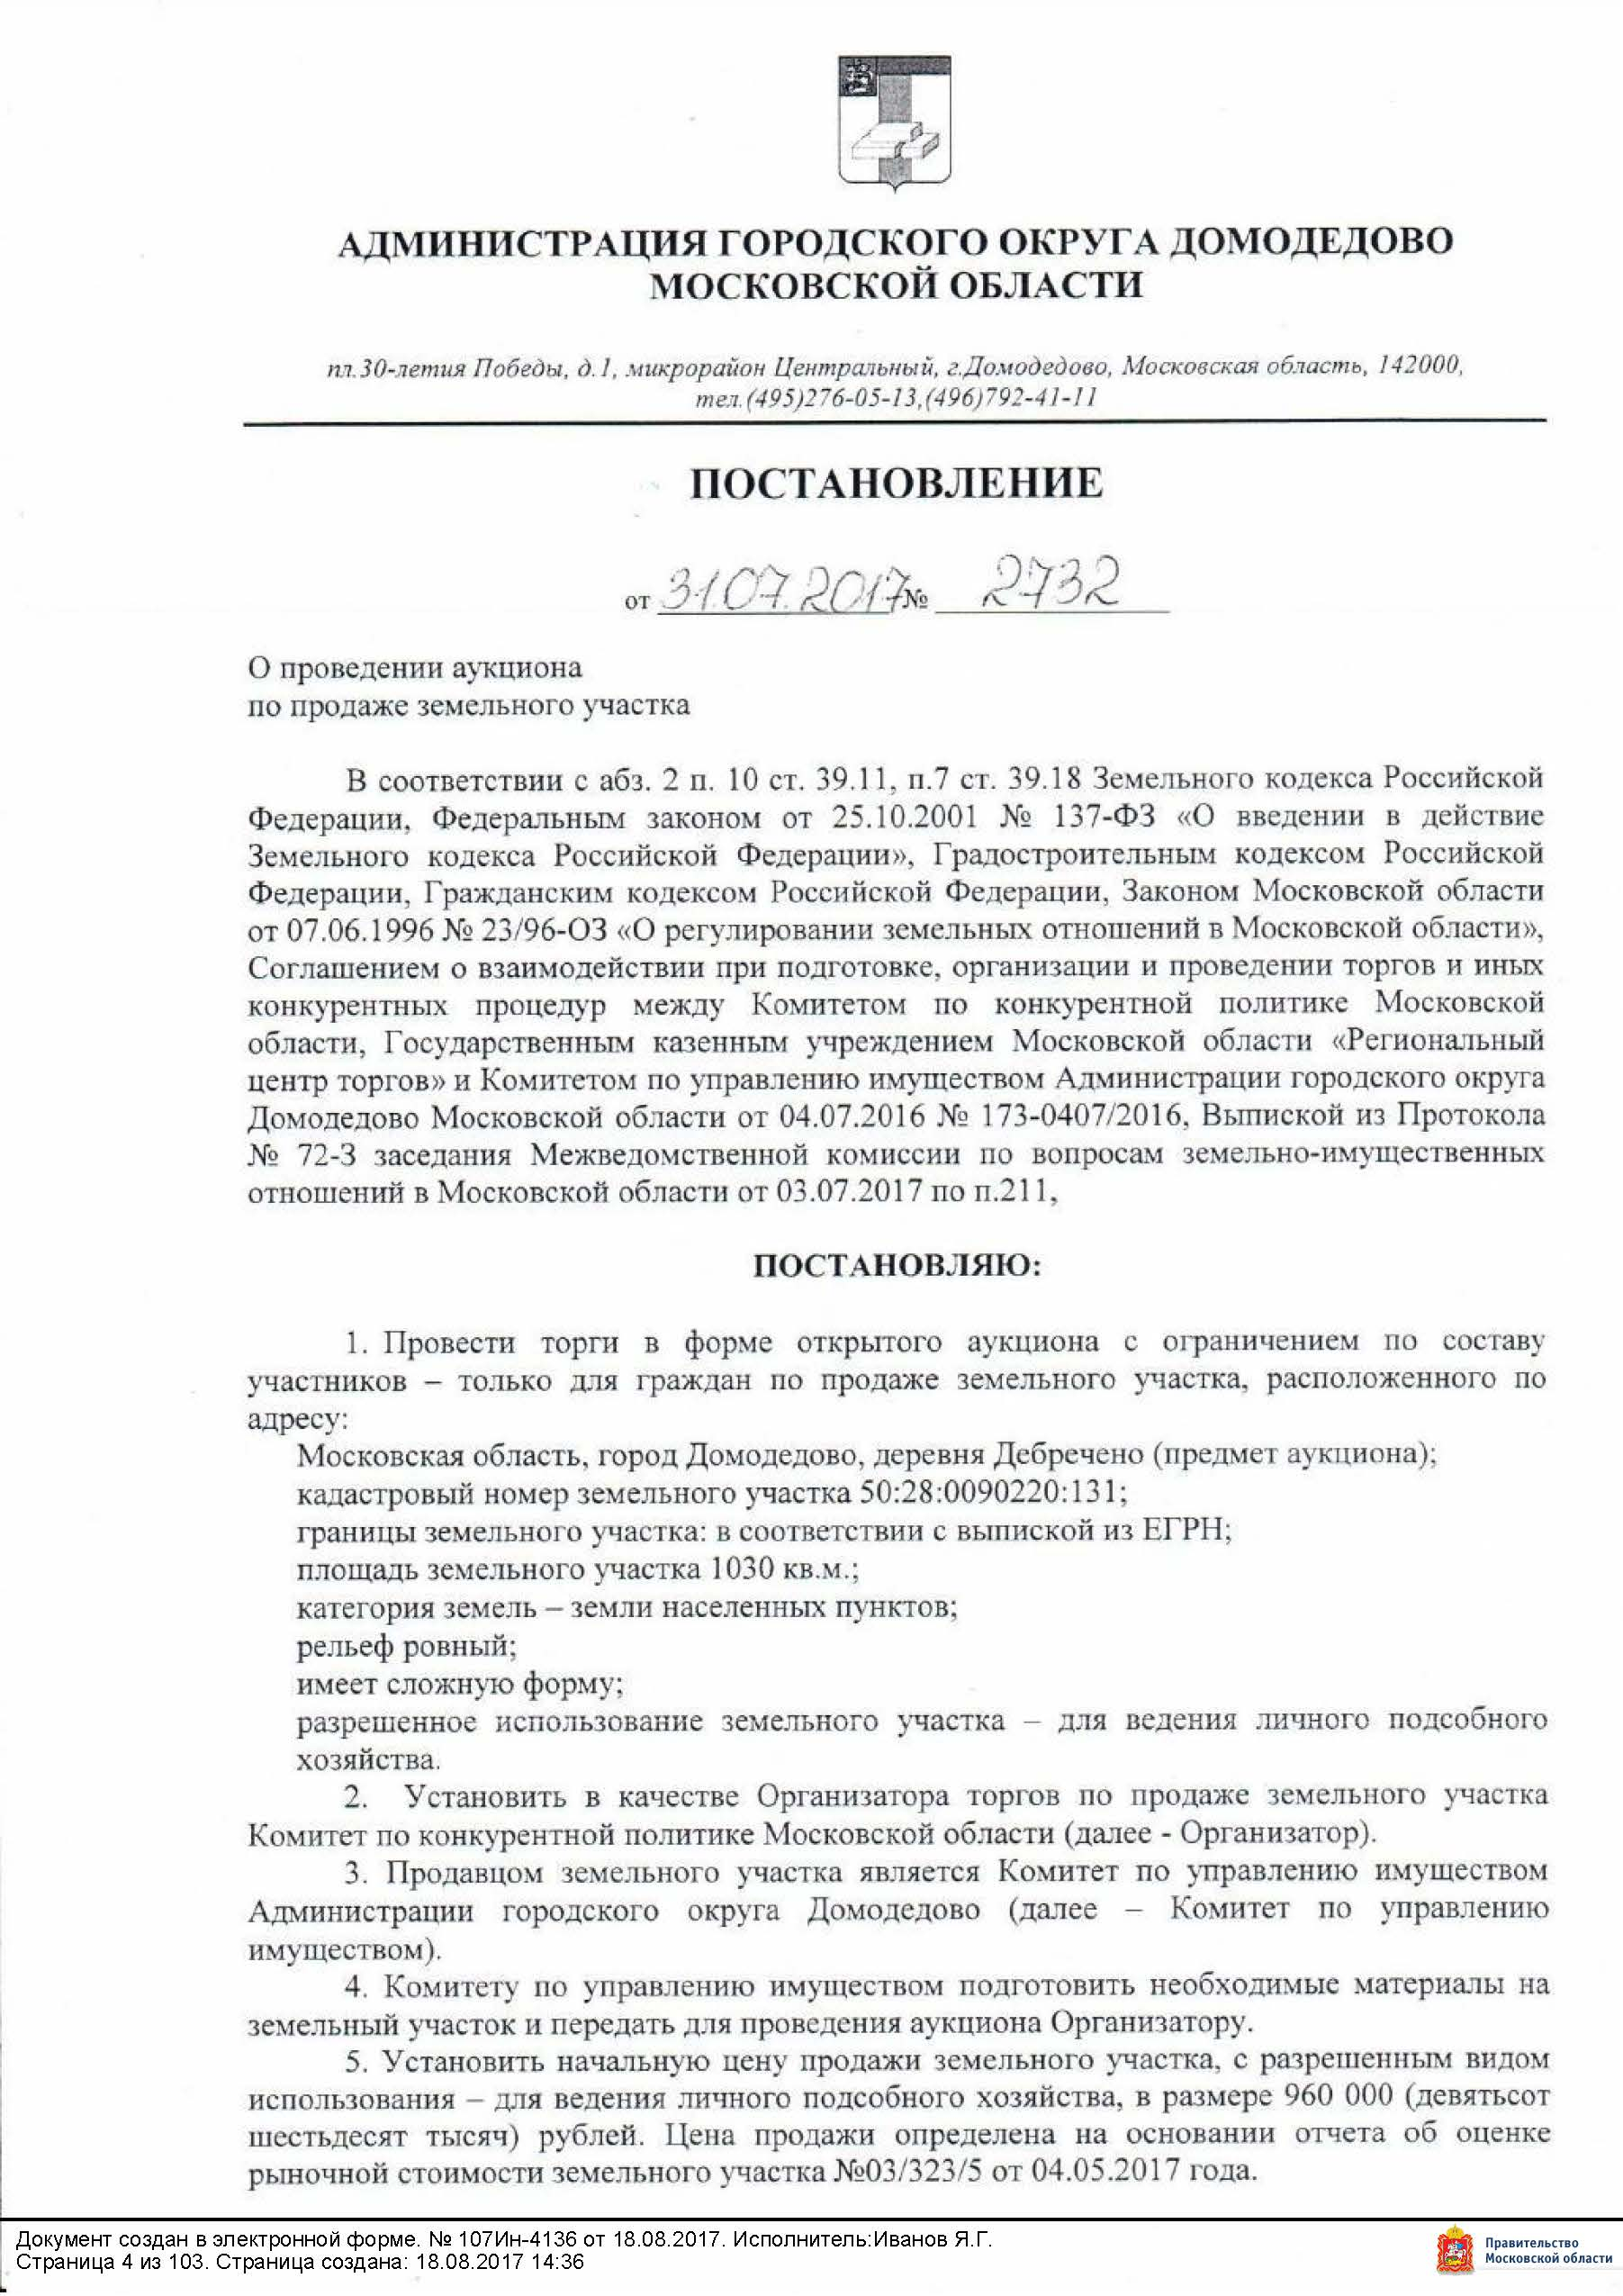 АДМИНИСТРАЦИЯ ГОРОДСКОГО ОКРУГА ДОМОДЕДОВО
МОСКОВСКОЙ ОБЛАСТИ
пл.30-летия Победы, д.1, микрорайон Центральный, г.Домодедово, Московская область, 142000,
тел.(495)276-05-13,(496)792-41-11
ПОСТАНОВЛЕНИЕ
от 31.07.2017 № 2732
О проведении аукциона
по продаже земельного участка
В соответствии с абз. 2 п. 10 ст. 39.11, п.7 ст. 39.18 Земельного кодекса Российской
Федерации, Федеральным законом от 25.10.2001 № 137-ФЗ «О введении в действие
Земельного кодекса Российской Федерации», Градостроительным кодексом Российской
Федерации, Гражданским кодексом Российской Федерации, Законом Московской области
от 07.06.1996 № 23/96-ОЗ «О регулировании земельных отношений в Московской области»,
Соглашением о взаимодействии при подготовке, организации и проведении торгов и иных
конкурентных процедур между Комитетом по конкурентной политике Московской
области, Государственным казенным учреждением Московской области «Региональный
центр торгов» и Комитетом по управлению имуществом Администрации городского округа
Домодедово Московской области от 04.07.2016 № 173-0407/2016, Выпиской из Протокола
№ 72-З заседания Межведомственной комиссии по вопросам земельно-имущественных
отношений в Московской области от 03.07.2017 по п.211,
ПОСТАНОВЛЯЮ:
1. Провести торги в форме открытого аукциона с ограничением по составу
участников – только для граждан по продаже земельного участка, расположенного по
адресу:
Московская область, город Домодедово, деревня Дебречено (предмет аукциона);
кадастровый номер земельного участка 50:28:0090220:131;
границы земельного участка: в соответствии с выпиской из ЕГРН;
площадь земельного участка 1030 кв.м.;
категория земель – земли населенных пунктов;
рельеф ровный;
имеет сложную форму;
разрешенное использование земельного участка – для ведения личного подсобного
хозяйства.
2. Установить в качестве Организатора торгов по продаже земельного участка
Комитет по конкурентной политике Московской области (далее - Организатор).
3. Продавцом земельного участка является Комитет по управлению имуществом
Администрации городского округа Домодедово (далее – Комитет по управлению
имуществом).
4. Комитету по управлению имуществом подготовить необходимые материалы на
земельный участок и передать для проведения аукциона Организатору.
5. Установить начальную цену продажи земельного участка, с разрешенным видом
использования – для ведения личного подсобного хозяйства, в размере 960 000 (девятьсот
шестьдесят тысяч) рублей. Цена продажи определена на основании отчета об оценке
рыночной стоимости земельного участка №03/323/5 от 04.05.2017 года.
Документ создан в электронной форме. № 107Ин-4136 от 18.08.2017. Исполнитель:Иванов Я.Г.
Страница 4 из 103. Страница создана: 18.08.2017 14:36
Правительство
Московской области